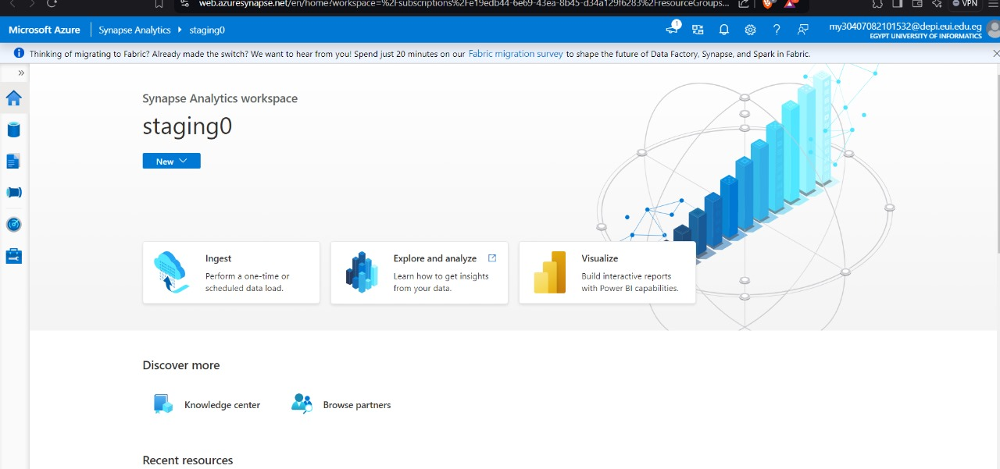 web.azuresynapse.net/en/home?workspace=%2Fsubscriptions%2Fe19edb44-6e69-43ea-8b45-d34a129f6283%2FresourceGroups...
VPN
Microsoft Azure
Synapse Analytics
staging0
1
my30407082101532@depi.eui.edu.eg
EGYPT UNIVERSITY OF INFORMATICS
Thinking of migrating to Fabric? Already made the switch? We want to hear from you! Spend just 20 minutes on our Fabric migration survey to shape the future of Data Factory, Synapse, and Spark in Fabric.
Synapse Analytics workspace
staging0
New
Ingest
Perform a one-time or
scheduled data load.
Explore and analyze
Learn how to get insights
from your data.
Visualize
Build interactive reports
with Power BI capabilities.
Discover more
Knowledge center
Browse partners
Recent resources